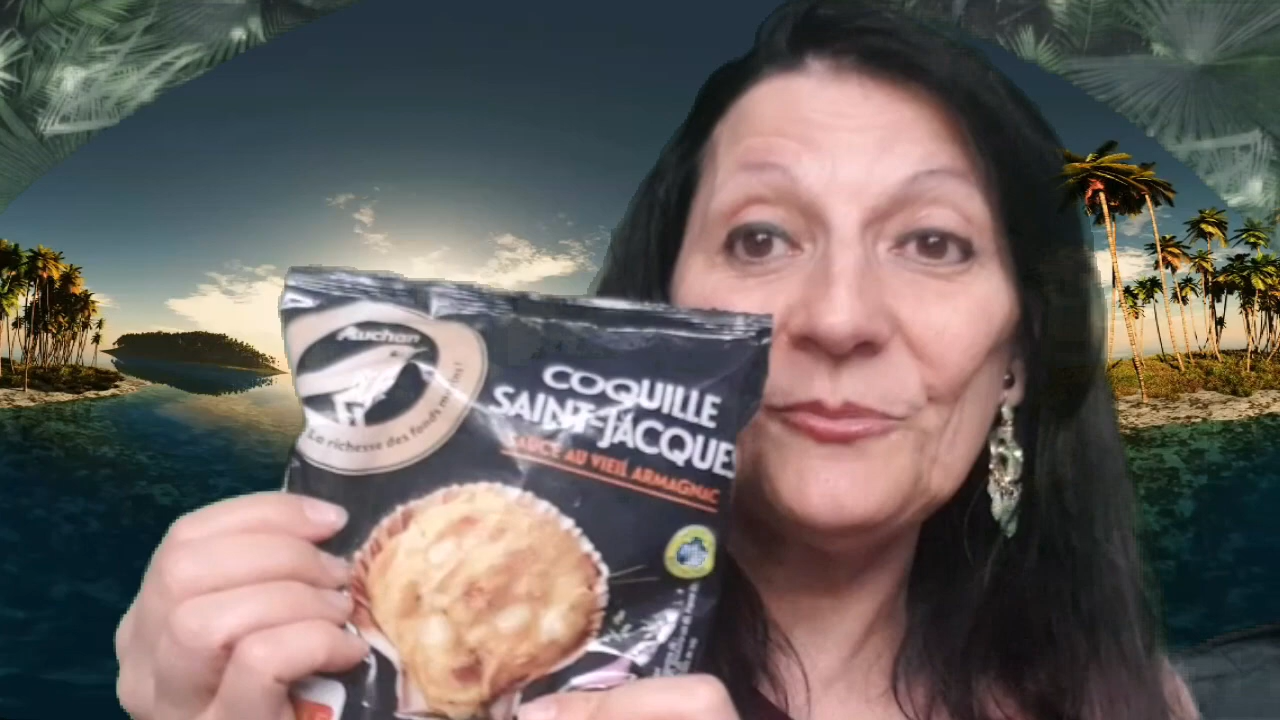 Auchan
La richesse des fonds marins!
COQUILLE
SAINT-JACQUES
SAUCE AU VIEIL ARMAGNAC